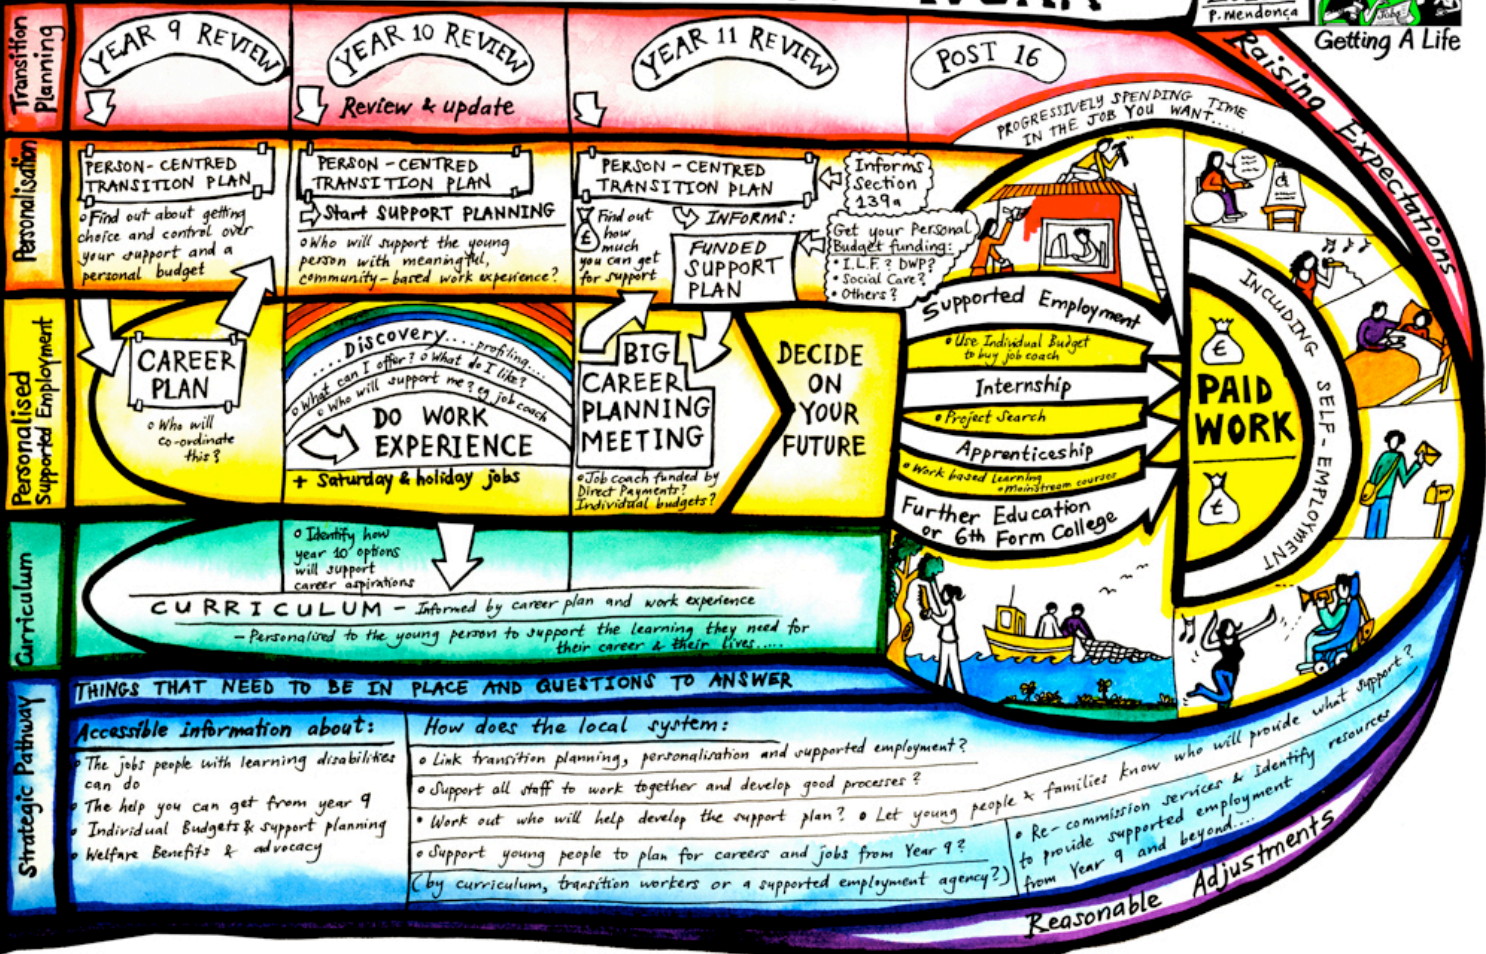 P. Mendonça
Jobs
Getting A Life
Transition
Planning
YEAR 9 REVIEW
YEAR 10 REVIEW
Review & update
YEAR 11 REVIEW
POST 16
PROGRESSIVELY SPENDING TIME
IN THE JOB YOU WANT.....
Raising Expectations
Personalisation
PERSON-CENTRED
TRANSITION PLAN
Find out about getting
choice and control over
your support and a
personal budget
PERSON-CENTRED
TRANSITION PLAN
Start SUPPORT PLANNING
Who will support the young
person with meaningful,
community-based work experience?
PERSON-CENTRED
TRANSITION PLAN
£
Find out
how
much
you can get
for support
INFORMS:
FUNDED
SUPPORT
PLAN
Informs
Section
139a
Get your Personal
Budget funding:
• I.L.F.? DWP?
• Social Care?
• Others?
Personalised
Supported Employment
CAREER
PLAN
Who will
co-ordinate
this?
Discovery.... profiling....
What can I offer? What do I like?
Who will support me? eg job coach
DO WORK
EXPERIENCE
+ Saturday & holiday jobs
BIG
CAREER
PLANNING
MEETING
Job coach funded by
Direct Payments?
Individual budgets?
DECIDE
ON
YOUR
FUTURE
Supported Employment
• Use Individual Budget
to buy job coach
Internship
• Project Search
Apprenticeship
• Work based Learning
• Mainstream courses
Further Education
or 6th Form College
£
PAID
WORK
£
INCLUDING SELF-EMPLOYMENT
Curriculum
Identify how
year 10 options
will support
career aspirations
CURRICULUM - Informed by career plan and work experience
- Personalised to the young person to support the learning they need for
their career & their lives.....
Strategic Pathway
THINGS THAT NEED TO BE IN PLACE AND QUESTIONS TO ANSWER
Accessible information about:
• The jobs people with learning disabilities
can do
• The help you can get from year 9
• Individual Budgets & support planning
• Welfare Benefits & advocacy
How does the local system:
• Link transition planning, personalisation and supported employment?
• Support all staff to work together and develop good processes?
• Work out who will help develop the support plan? • Let young people & families know who will provide what support?
• Support young people to plan for careers and jobs from Year 9?
(by curriculum, transition workers or a supported employment agency?)
• Re-commission services & identify resources
to provide supported employment
from Year 9 and beyond....
Reasonable Adjustments